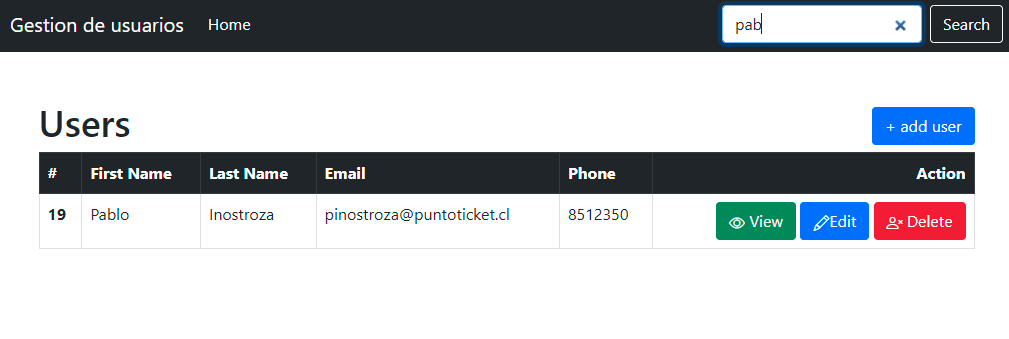 Gestion de usuarios Home pab Search
Users + add user
# First Name Last Name Email Phone Action
19 Pablo Inostroza pinostroza@puntoticket.cl 8512350 View Edit Delete